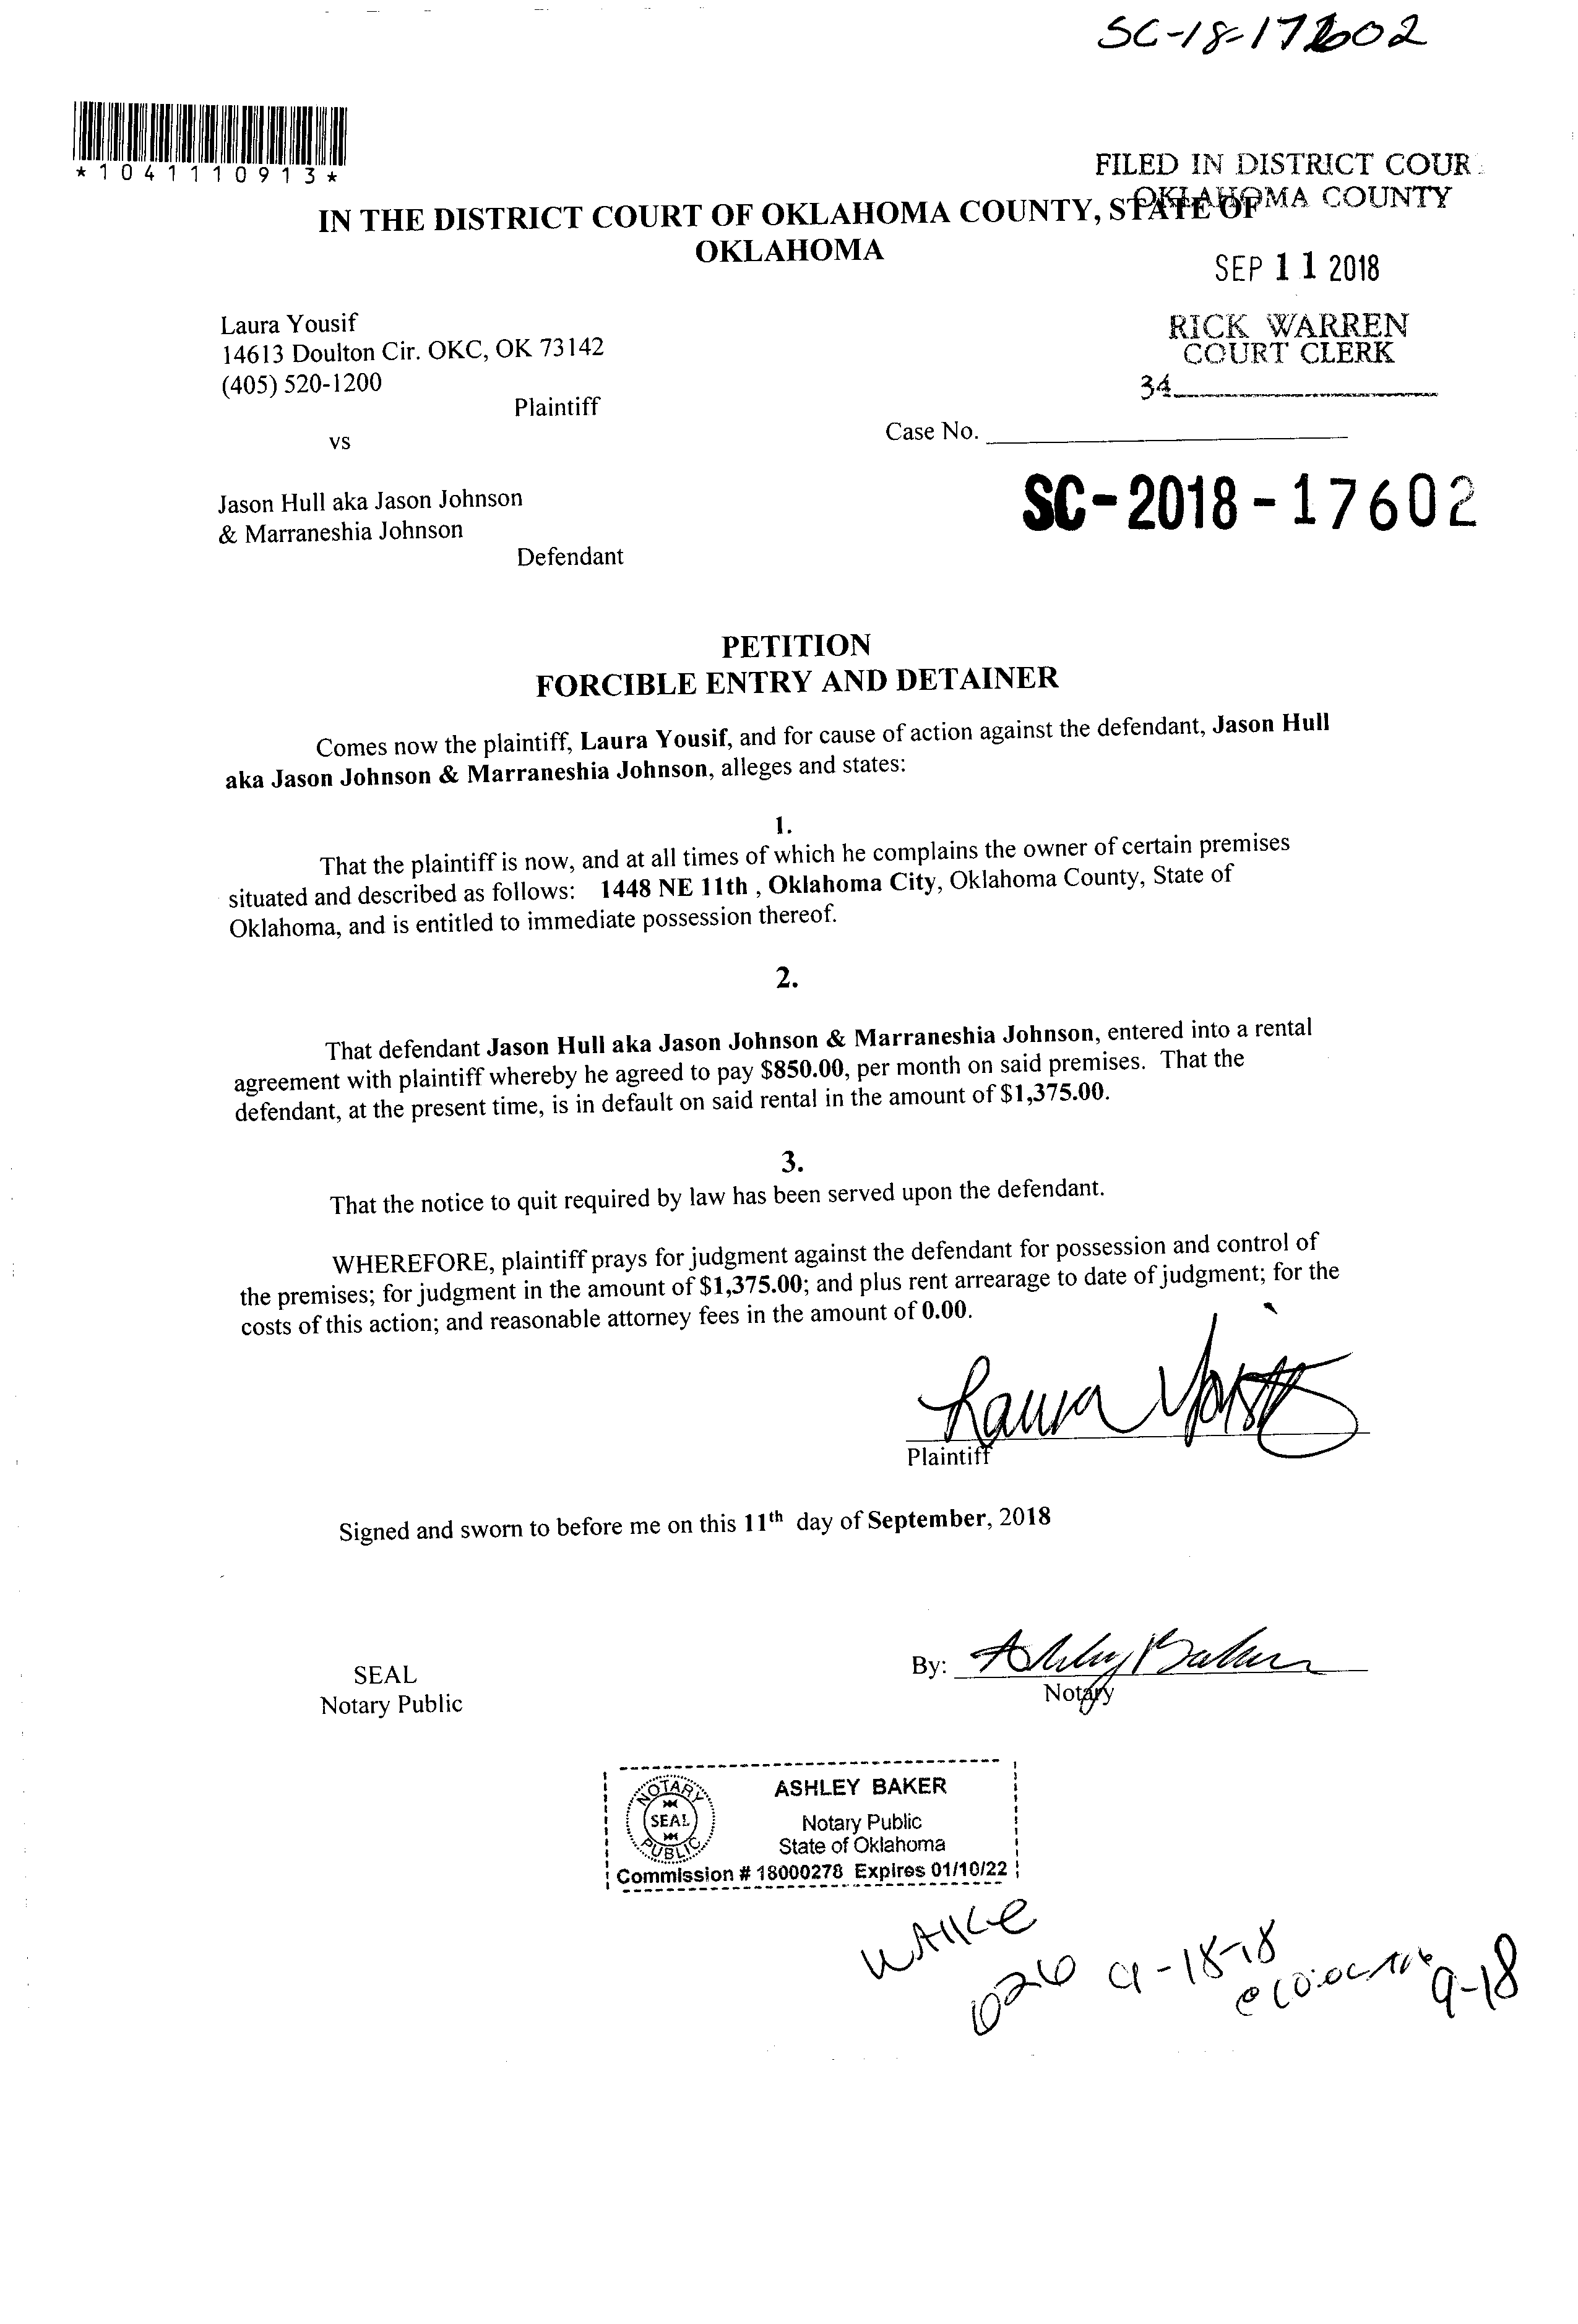 SC-18-17602
*1041110913*
FILED IN DISTRICT COUR
OKLAHOMA COUNTY
IN THE DISTRICT COURT OF OKLAHOMA COUNTY, STATE OF
OKLAHOMA
SEP 11 2018
Laura Yousif
14613 Doulton Cir. OKC, OK 73142
(405) 520-1200
Plaintiff
RICK WARREN
COURT CLERK
34
vs
Case No.
Jason Hull aka Jason Johnson
& Marraneshia Johnson
Defendant
SC-2018-17602
PETITION
FORCIBLE ENTRY AND DETAINER
Comes now the plaintiff, Laura Yousif, and for cause of action against the defendant, Jason Hull
aka Jason Johnson & Marraneshia Johnson, alleges and states:
1.
That the plaintiff is now, and at all times of which he complains the owner of certain premises
situated and described as follows: 1448 NE 11th , Oklahoma City, Oklahoma County, State of
Oklahoma, and is entitled to immediate possession thereof.
2.
That defendant Jason Hull aka Jason Johnson & Marraneshia Johnson, entered into a rental
agreement with plaintiff whereby he agreed to pay $850.00, per month on said premises. That the
defendant, at the present time, is in default on said rental in the amount of $1,375.00.
3.
That the notice to quit required by law has been served upon the defendant.
WHEREFORE, plaintiff prays for judgment against the defendant for possession and control of
the premises; for judgment in the amount of $1,375.00; and plus rent arrearage to date of judgment; for the
costs of this action; and reasonable attorney fees in the amount of 0.00.
Laura Yousif
Plaintiff
Signed and sworn to before me on this 11th day of September, 2018
By: Ashley Baker
Notary
SEAL
Notary Public
NOTARY
SEAL
PUBLIC
ASHLEY BAKER
Notary Public
State of Oklahoma
Commission # 18000278 Expires 01/10/22
026 9-18-18
9-18